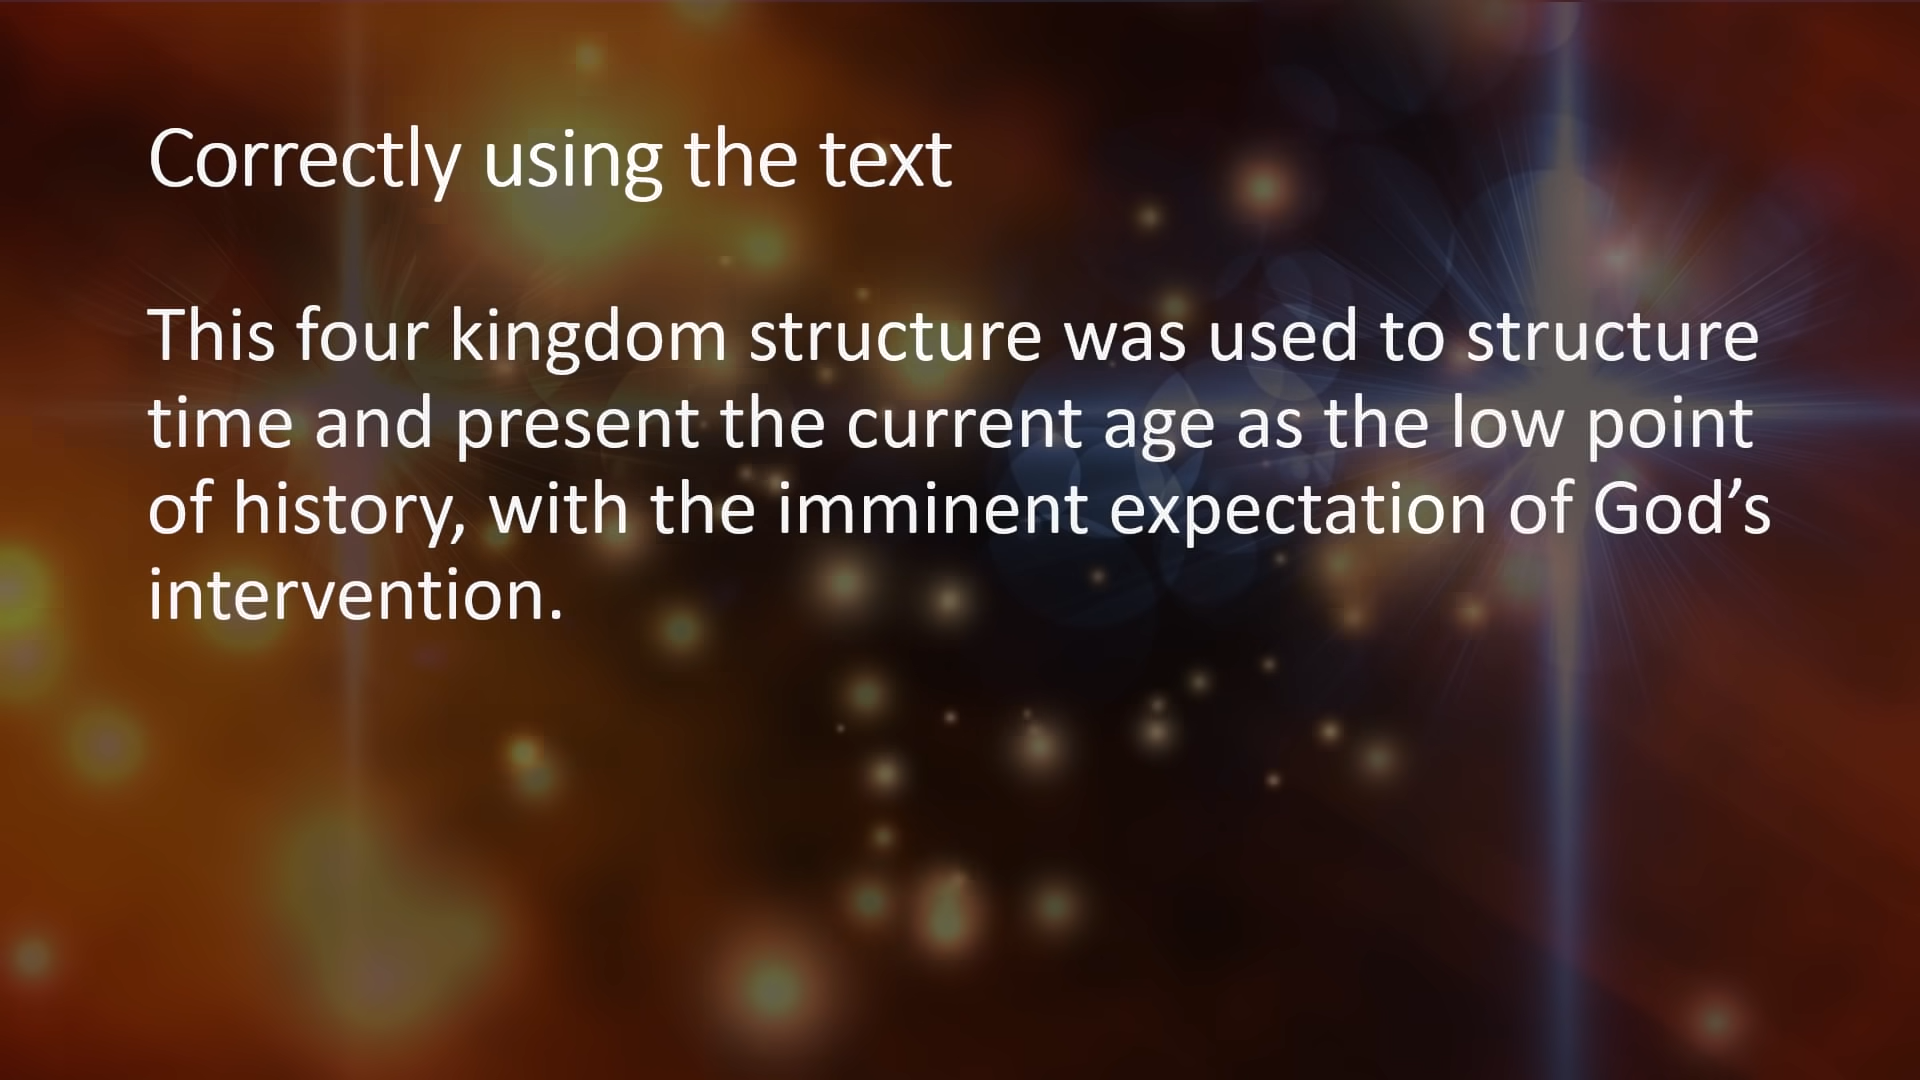 Correctly using the text
This four kingdom structure was used to structure
time and present the current age as the low point
of history, with the imminent expectation of God’s
intervention.